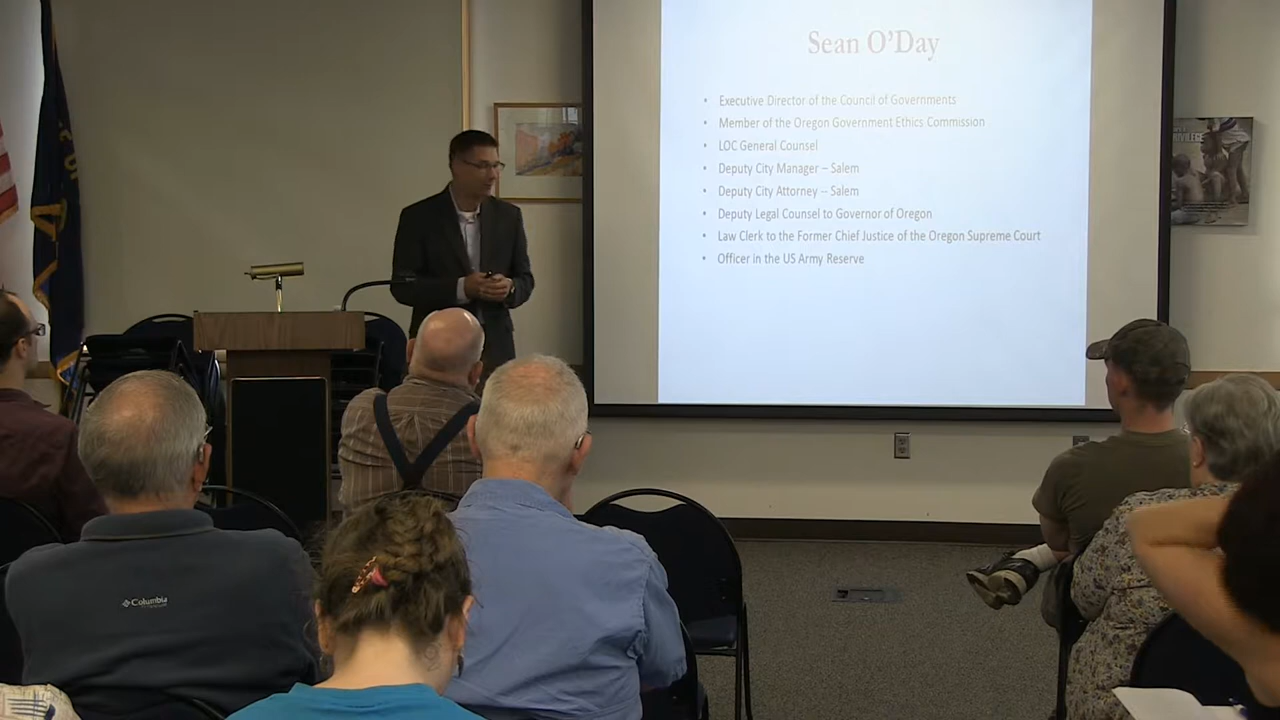 Sean O'Day
• Executive Director of the Council of Governments
• Member of the Oregon Government Ethics Commission
• LOC General Counsel
• Deputy City Manager – Salem
• Deputy City Attorney – Salem
• Deputy Legal Counsel to Governor of Oregon
• Law Clerk to the Former Chief Justice of the Oregon Supreme Court
• Officer in the US Army Reserve
Columbia